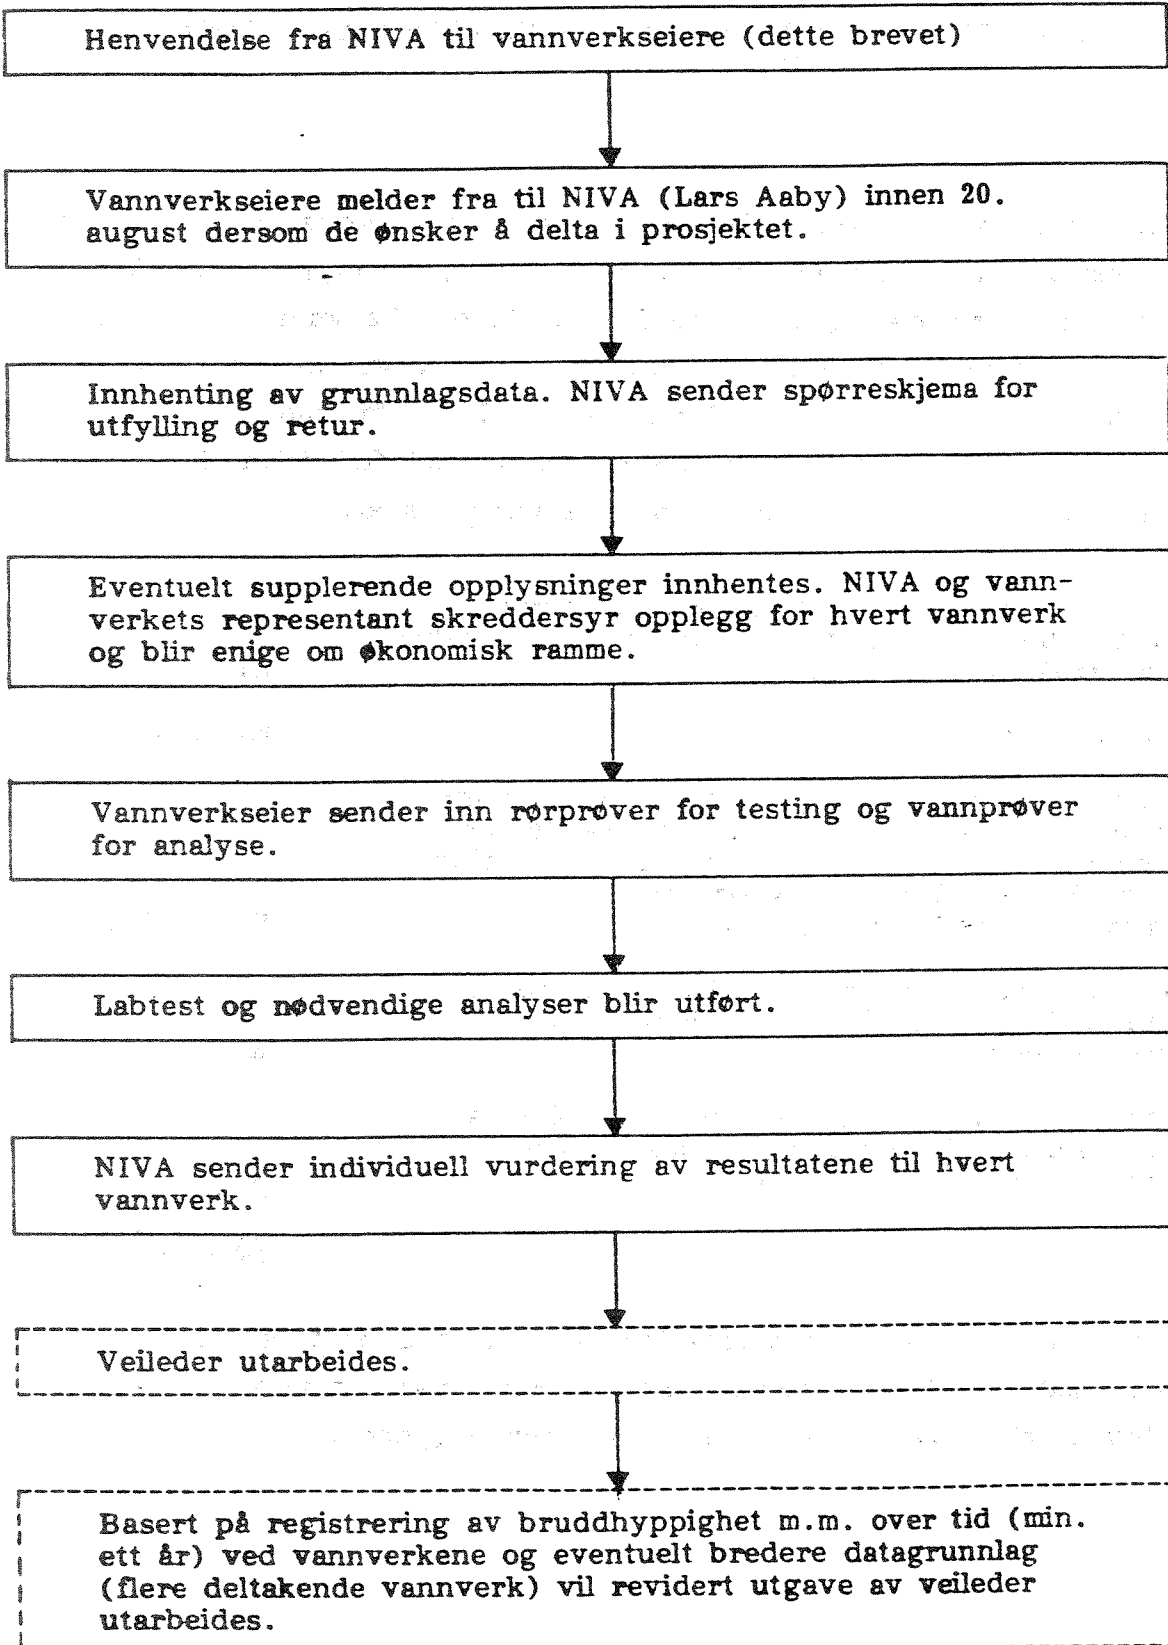 Henvendelse fra NIVA til vannverkseiere (dette brevet)
Vannverkseiere melder fra til NIVA (Lars Aaby) innen 20.
august dersom de ønsker å delta i prosjektet.
Innhenting av grunnlagsdata. NIVA sender spørreskjema for
utfylling og retur.
Eventuelt supplerende opplysninger innhentes. NIVA og vann-
verkets representant skreddersyr opplegg for hvert vannverk
og blir enige om økonomisk ramme.
Vannverkseier sender inn rørprøver for testing og vannprøver
for analyse.
Labtest og nødvendige analyser blir utført.
NIVA sender individuell vurdering av resultatene til hvert
vannverk.
Veileder utarbeides.
Basert på registrering av bruddhyppighet m.m. over tid (min.
ett år) ved vannverkene og eventuelt bredere datagrunnlag
(flere deltakende vannverk) vil revidert utgave av veileder
utarbeides.